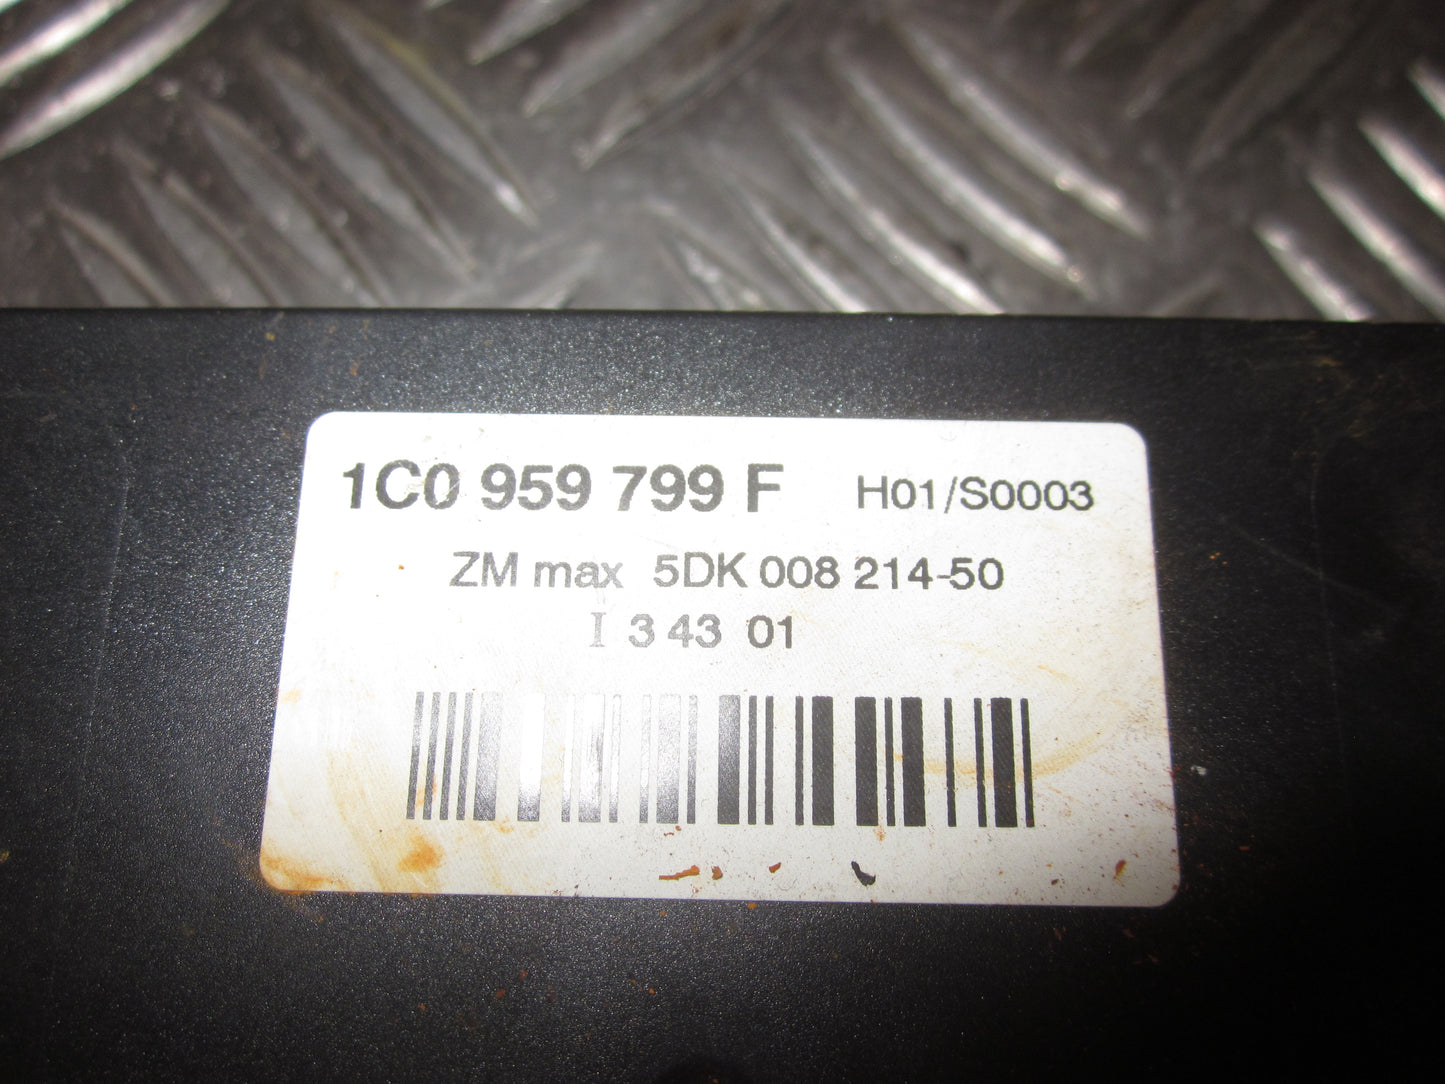 1C0 959 799 F H01/S0003
ZM max 5DK 008 214-50
I 3 43 01